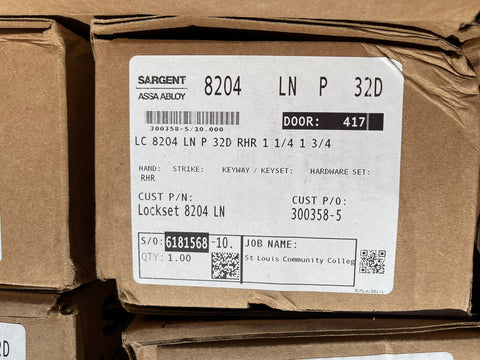 SARGENT
ASSA ABLOY
8204 LN P 32D
DOOR: 417
300358-5/10.000
LC 8204 LN P 32D RHR 1 1/4 1 3/4
HAND: STRIKE: KEYWAY / KEYSET: HARDWARE SET:
RHR
CUST P/N: CUST P/O:
Lockset 8204 LN 300358-5
S/O: 6181568 -10. JOB NAME:
QTY: 1.00 St Louis Community Colleg
32D